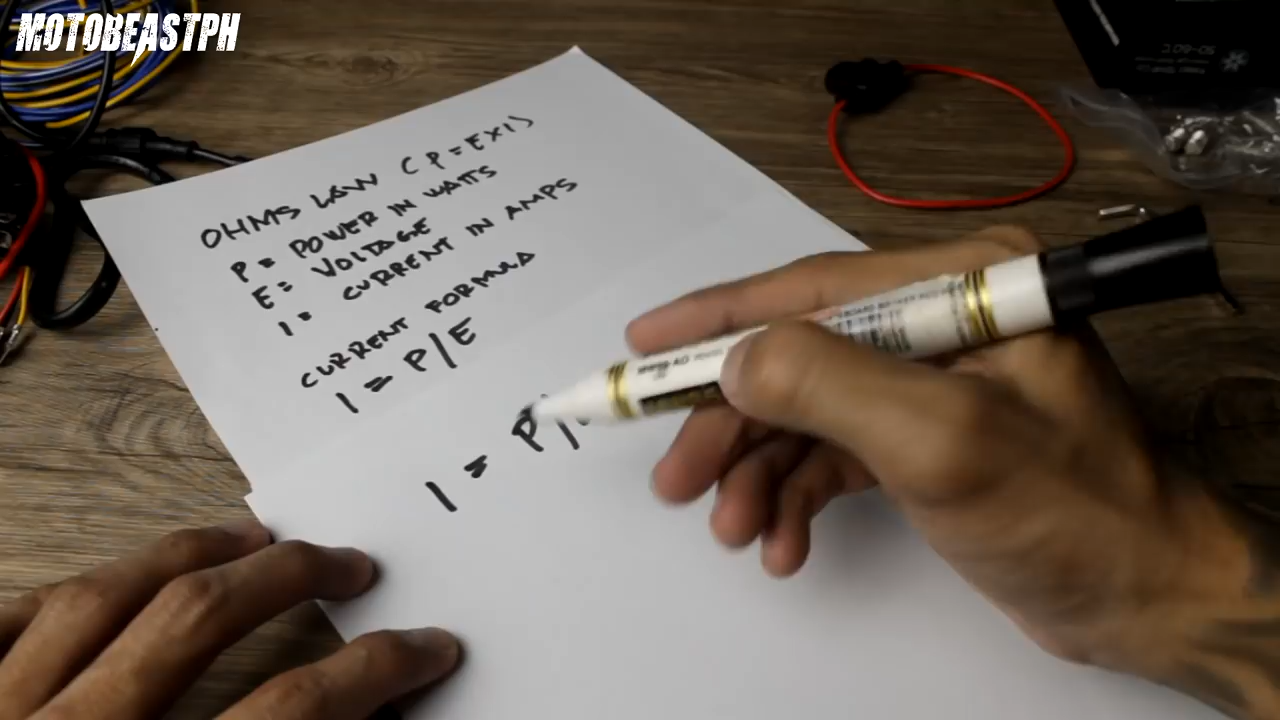 MOTOBEASTPH
OHMS LAW (P=EXI)
P= POWER IN WATTS
E= VOLTAGE
I= CURRENT IN AMPS
CURRENT FORMULA
I = P/E
I = P/